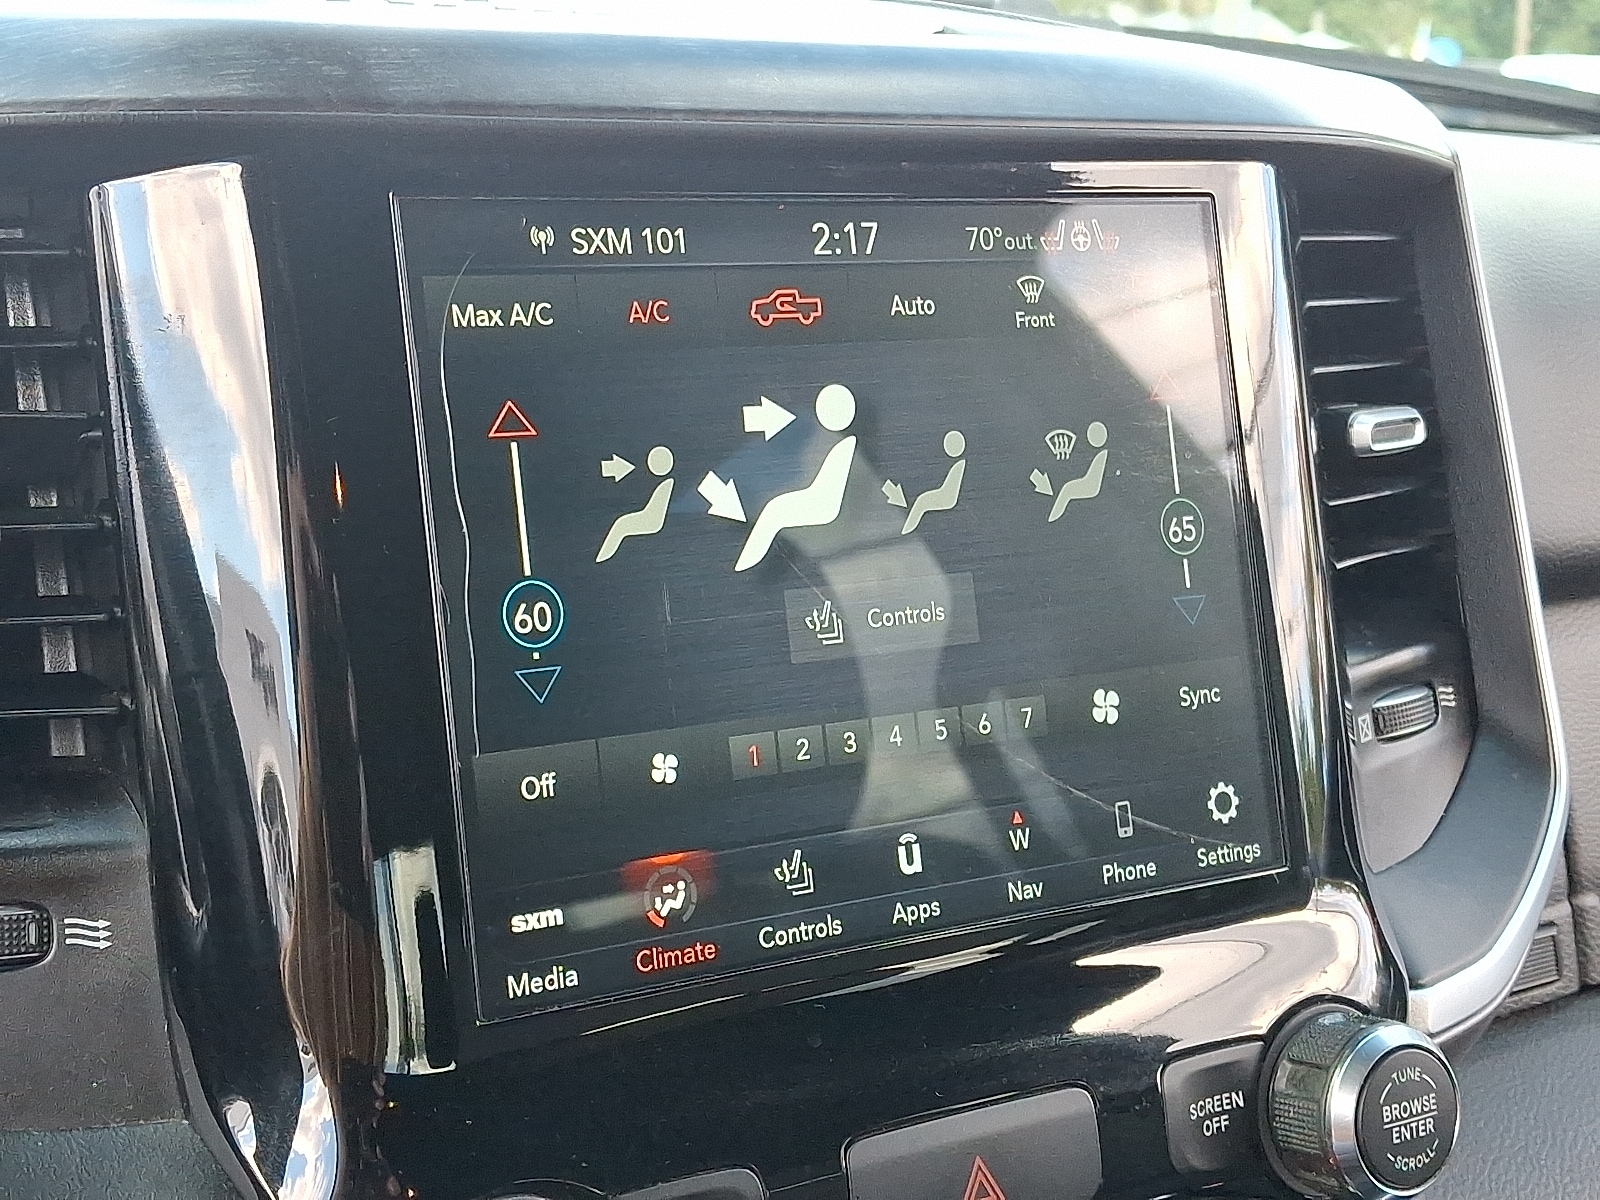 SXM 101 2:17 70° out.
Max A/C A/C Auto Front
60 65
Controls
Off 1 2 3 4 5 6 7 Sync
sxm u W
Media Climate Controls Apps Nav Phone Settings
SCREEN
OFF
TUNE
BROWSE
ENTER
SCROLL